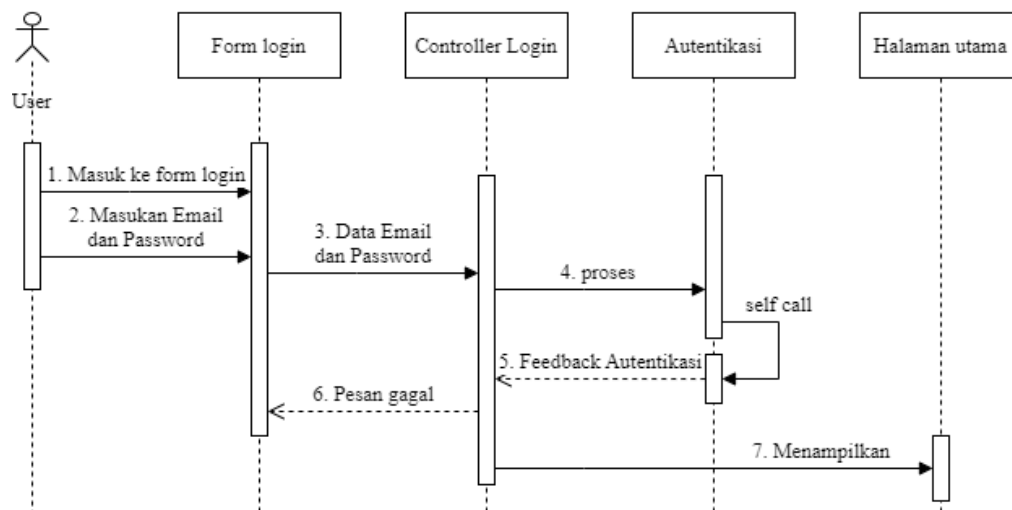 Form login
Controller Login
Autentikasi
Halaman utama
User
1. Masuk ke form login
2. Masukan Email
dan Password
3. Data Email
dan Password
4. proses
self call
5. Feedback Autentikasi
6. Pesan gagal
7. Menampilkan